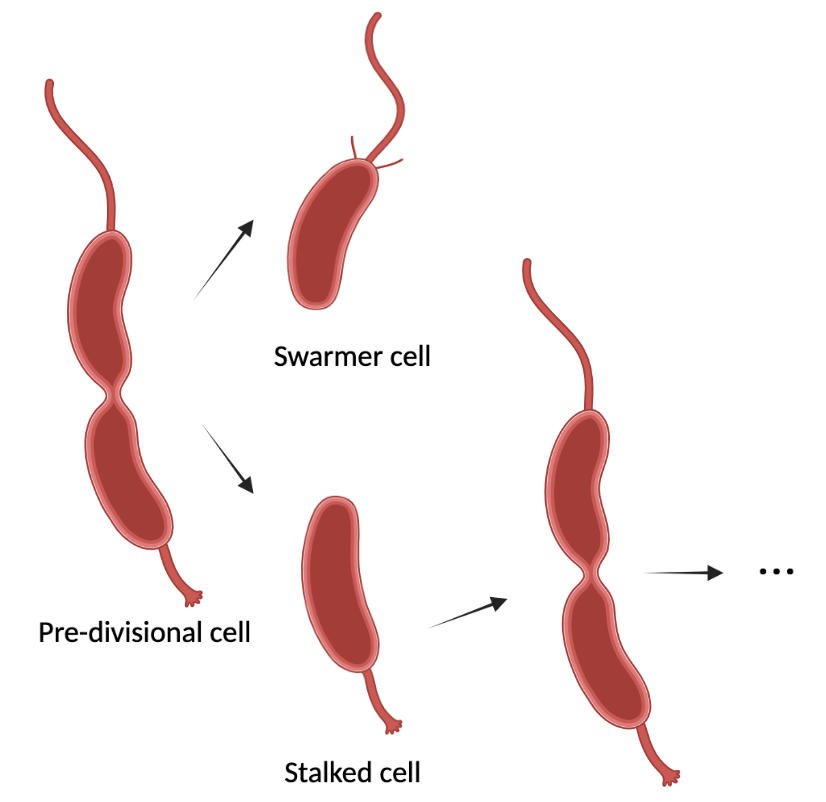 Swarmer cell
Pre-divisional cell
Stalked cell
...